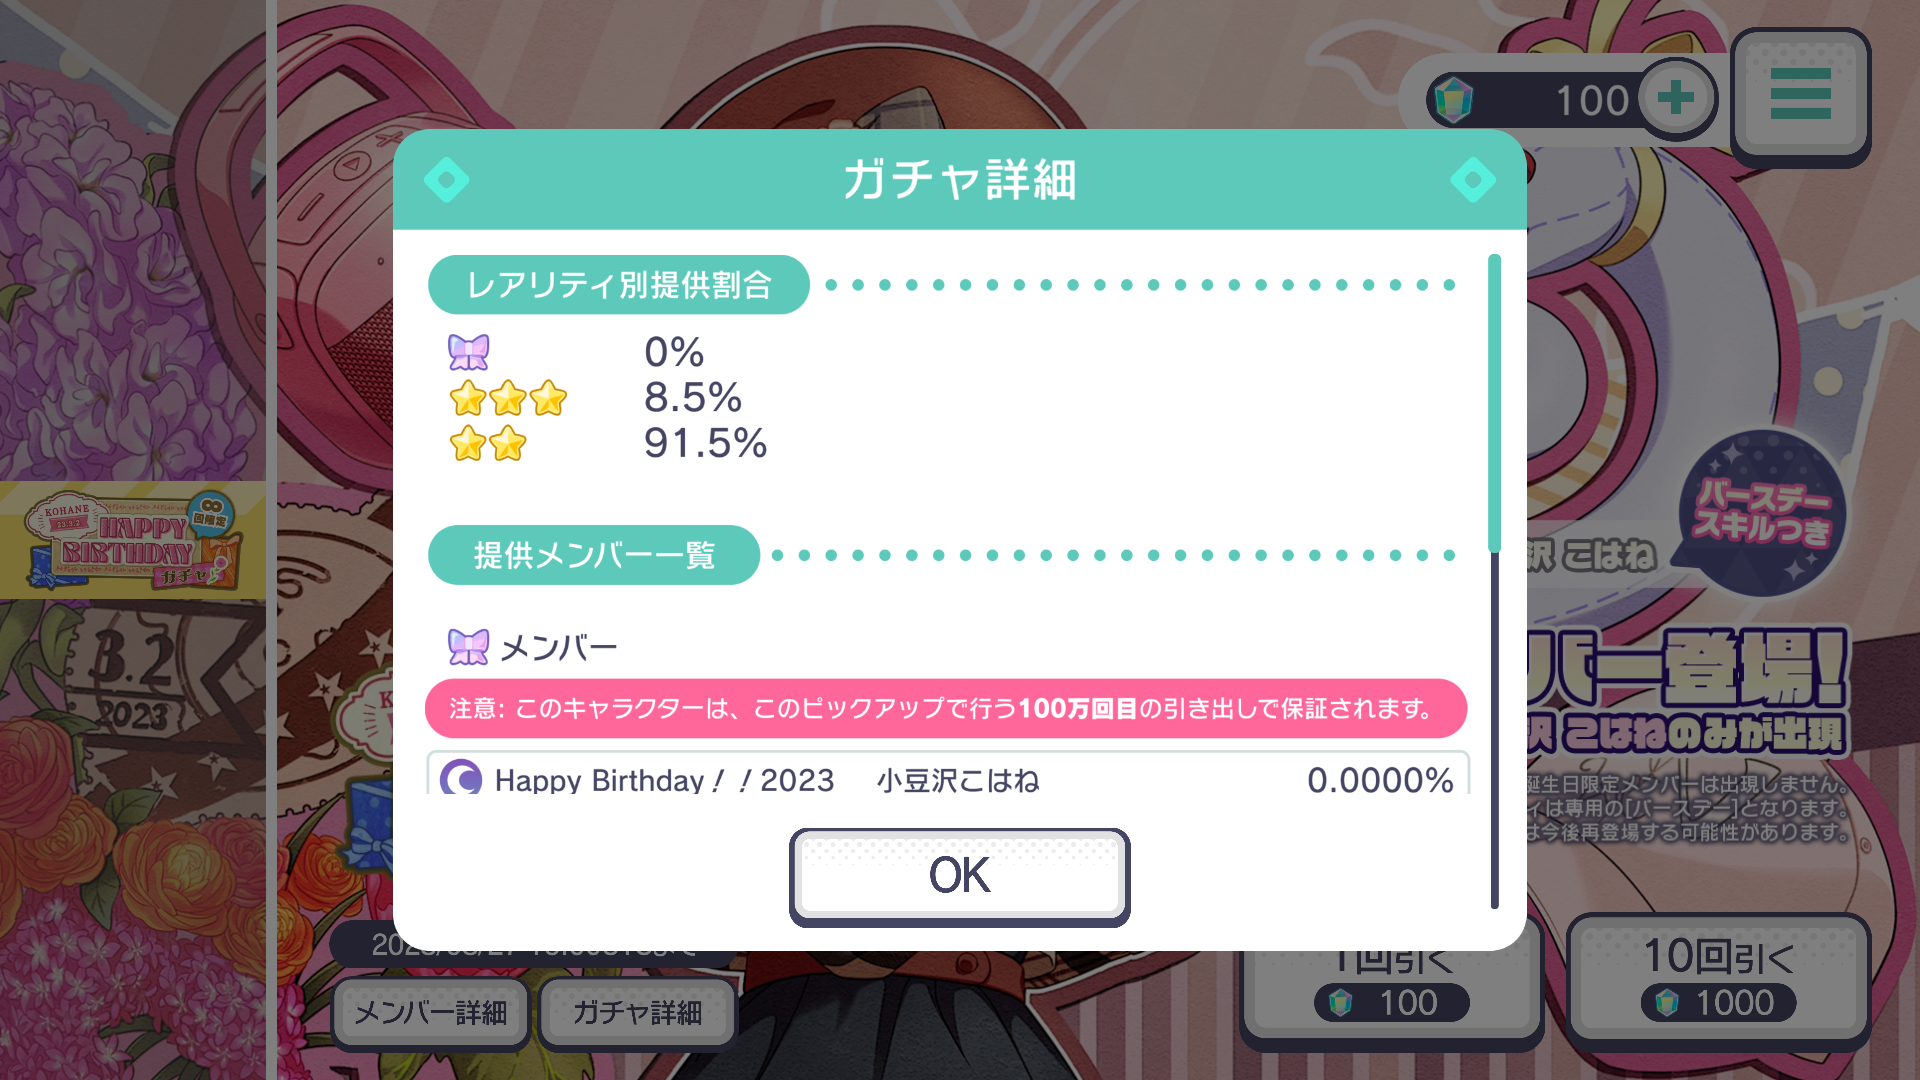 100
ガチャ詳細
レアリティ別提供割合
0%
8.5%
91.5%
提供メンバー一覧
メンバー
注意: このキャラクターは、このピックアップで行う100万回目の引き出しで保証されます。
Happy Birthday！！2023 小豆沢こはね 0.0000%
OK
KOHANE
HAPPY
BIRTHDAY
ガチャ
回限定
3.2
2023
バースデー
スキルつき
沢 こはね
バー登場!
沢 こはねのみが出現
誕生日限定メンバーは出現しません。
は専用の[バースデー]となります。
は今後再登場する可能性があります。
メンバー詳細
ガチャ詳細
1回引く
100
10回引く
1000